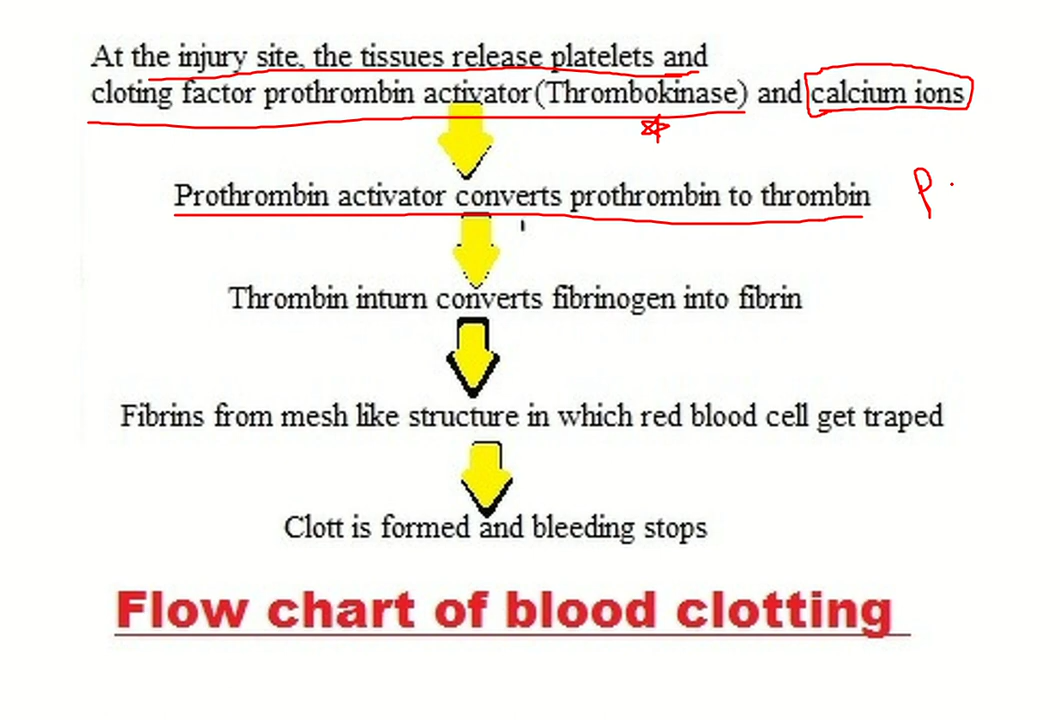 At the injury site, the tissues release platelets and
cloting factor prothrombin activator(Thrombokinase) and calcium ions
Prothrombin activator converts prothrombin to thrombin
P.
Thrombin inturn converts fibrinogen into fibrin
Fibrins from mesh like structure in which red blood cell get traped
Clott is formed and bleeding stops
Flow chart of blood clotting